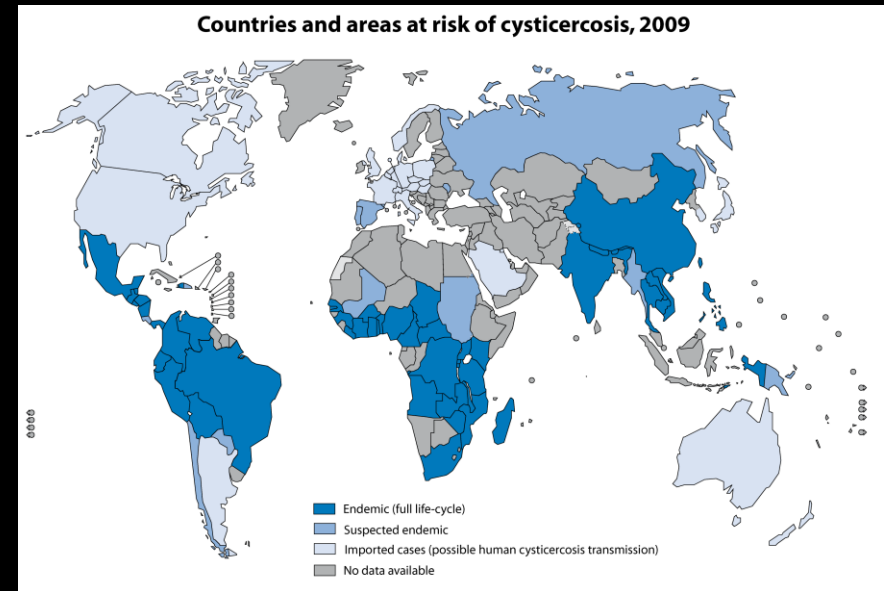 Countries and areas at risk of cysticercosis, 2009
Endemic (full life-cycle)
Suspected endemic
Imported cases (possible human cysticercosis transmission)
No data available